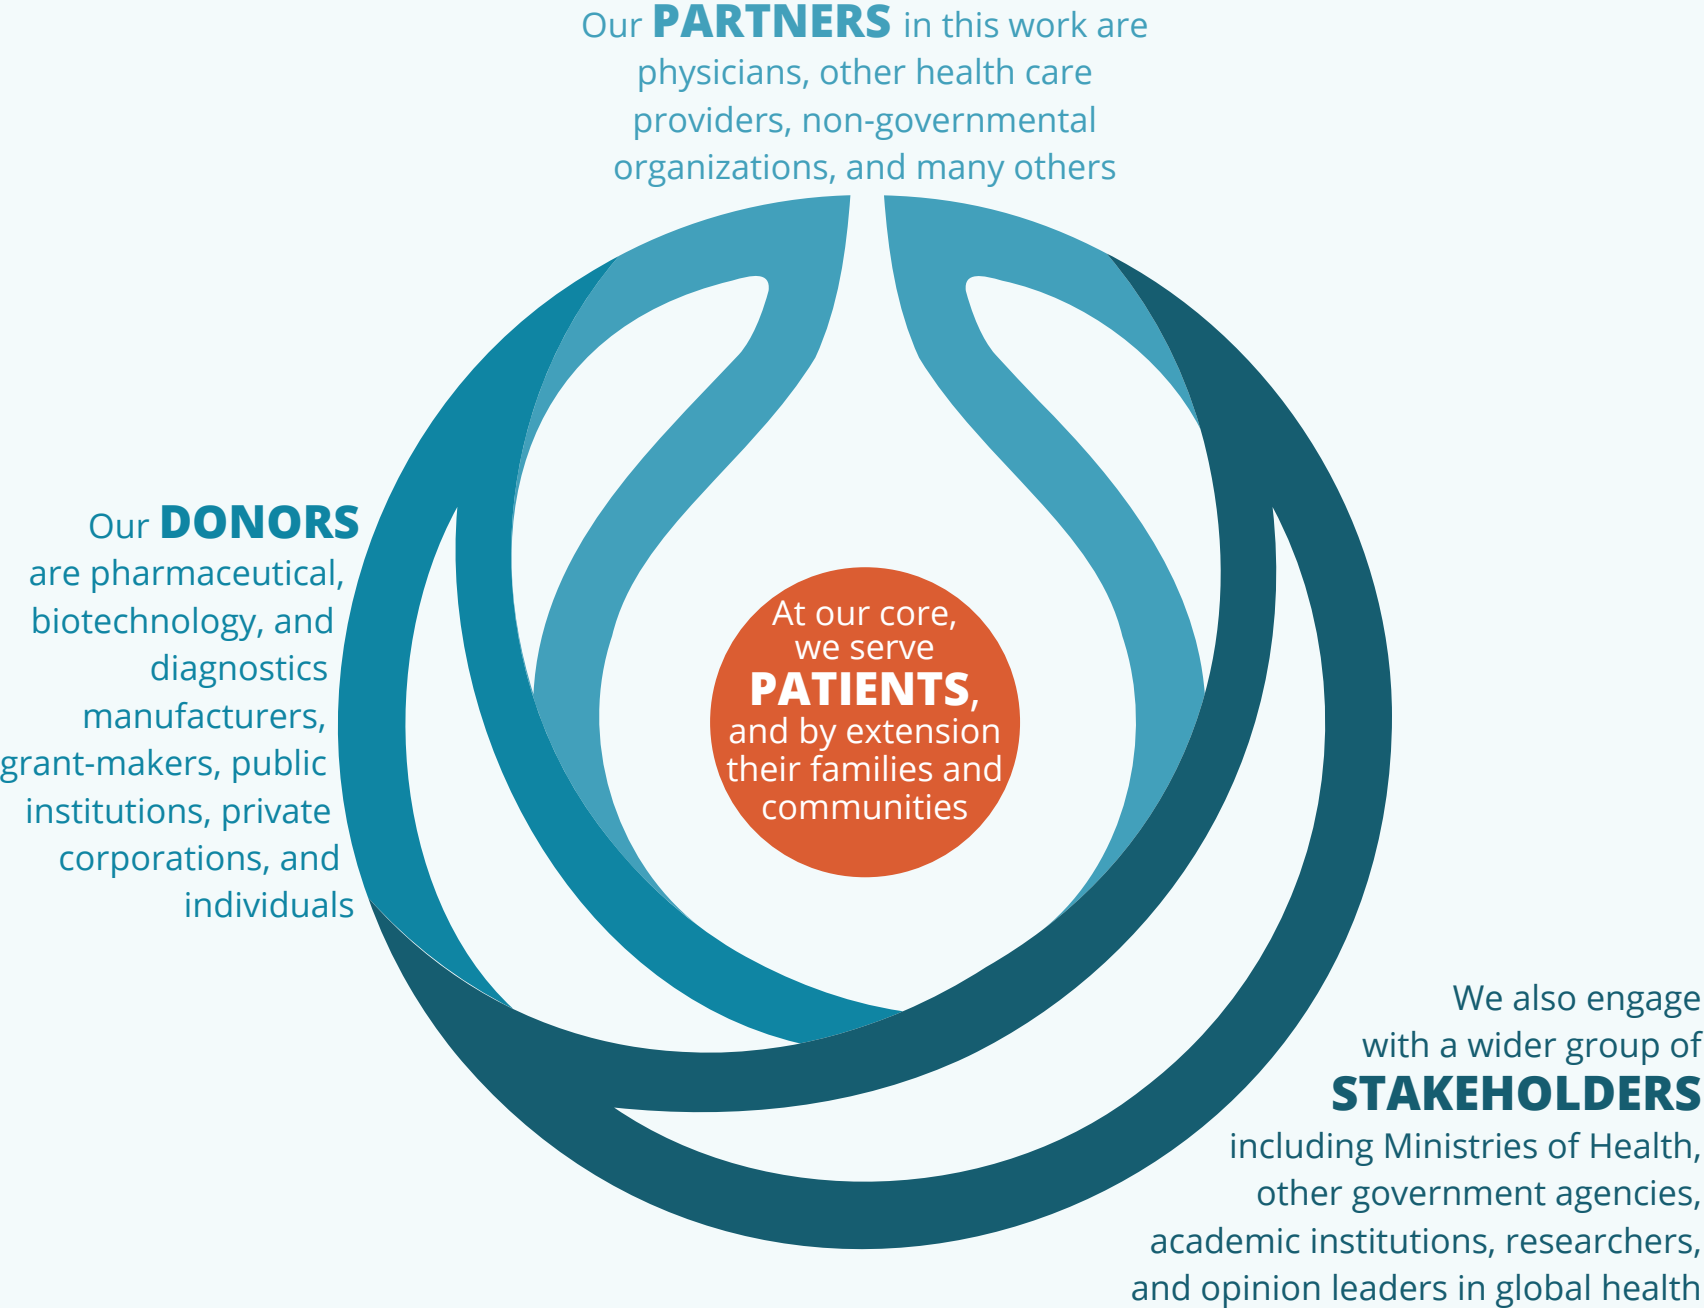 Our PARTNERS in this work are
physicians, other health care
providers, non-governmental
organizations, and many others
Our DONORS
are pharmaceutical,
biotechnology, and
diagnostics
manufacturers,
grant-makers, public
institutions, private
corporations, and
individuals
At our core,
we serve
PATIENTS,
and by extension
their families and
communities
We also engage
with a wider group of
STAKEHOLDERS
including Ministries of Health,
other government agencies,
academic institutions, researchers,
and opinion leaders in global health